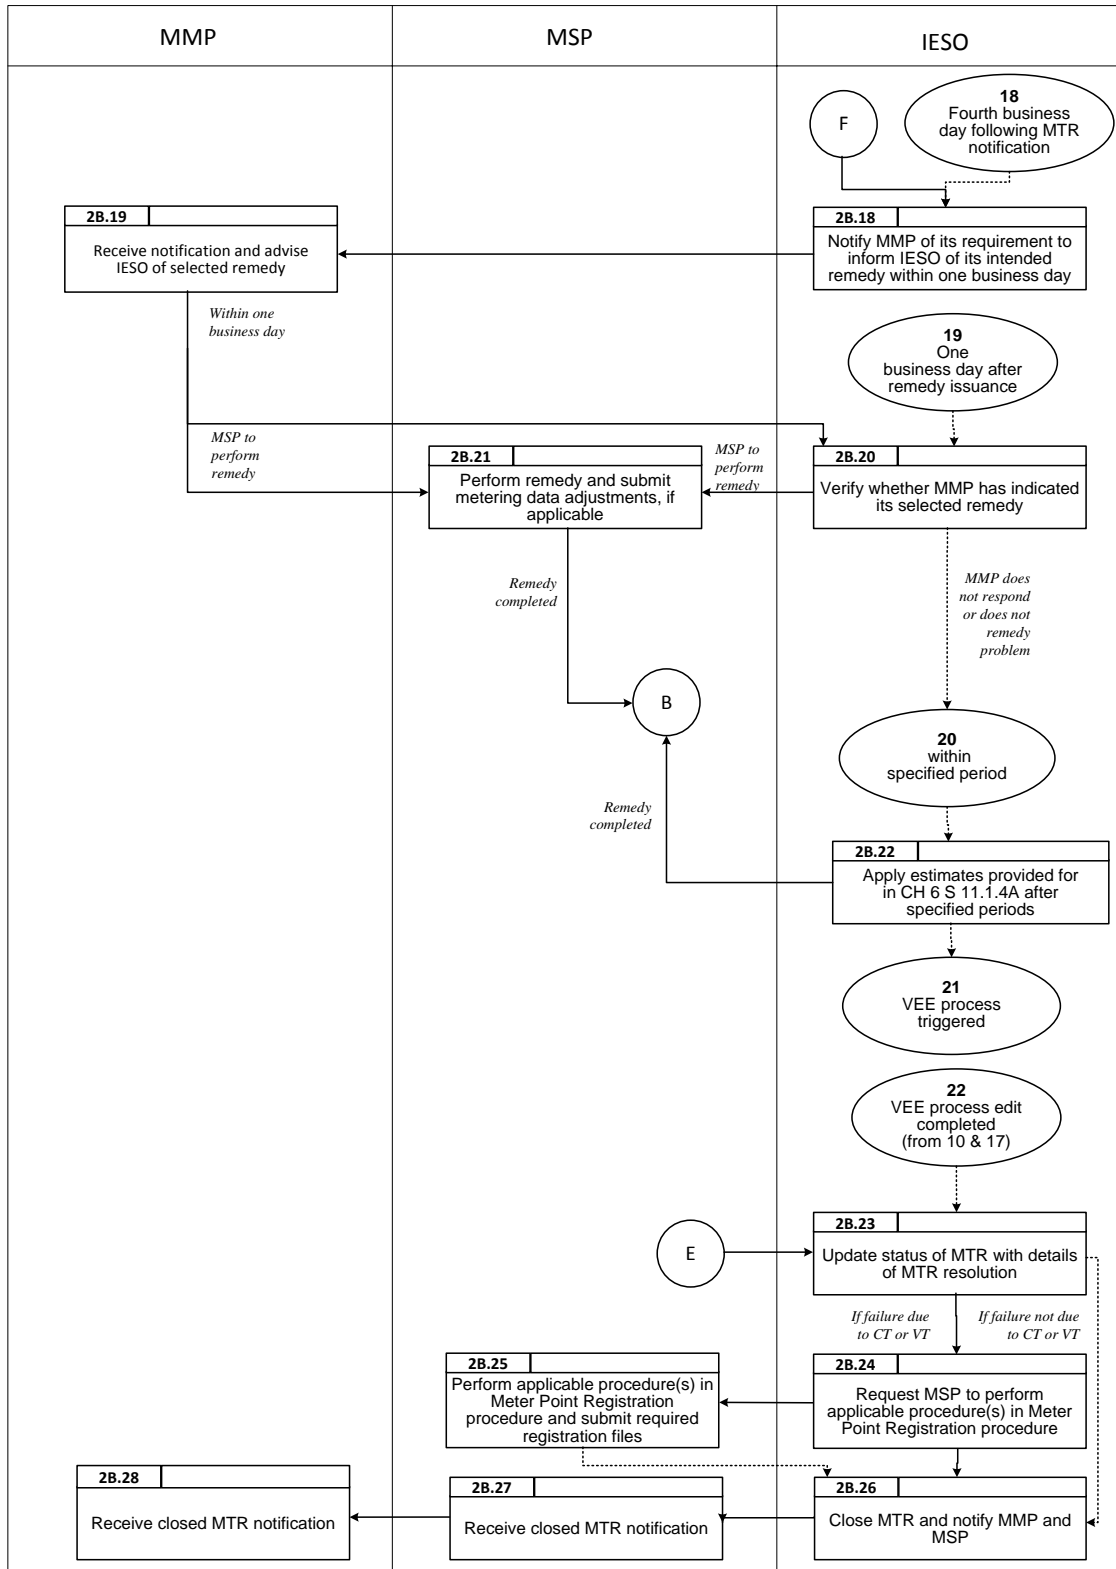 MMP
MSP
IESO
F
18
Fourth business
day following MTR
notification
2B.19
Receive notification and advise
IESO of selected remedy
2B.18
Notify MMP of its requirement to
inform IESO of its intended
remedy within one business day
Within one
business day
19
One
business day after
remedy issuance
MSP to
perform
remedy
2B.21
Perform remedy and submit
metering data adjustments, if
applicable
MSP to
perform
remedy
2B.20
Verify whether MMP has indicated
its selected remedy
Remedy
completed
MMP does
not respond
or does not
remedy
problem
B
20
within
specified period
Remedy
completed
2B.22
Apply estimates provided for
in CH 6 S 11.1.4A after
specified periods
21
VEE process
triggered
22
VEE process edit
completed
(from 10 & 17)
E
2B.23
Update status of MTR with details
of MTR resolution
If failure due
to CT or VT
If failure not due
to CT or VT
2B.25
Perform applicable procedure(s) in
Meter Point Registration
procedure and submit required
registration files
2B.24
Request MSP to perform
applicable procedure(s) in Meter
Point Registration procedure
2B.28
Receive closed MTR notification
2B.27
Receive closed MTR notification
2B.26
Close MTR and notify MMP and
MSP